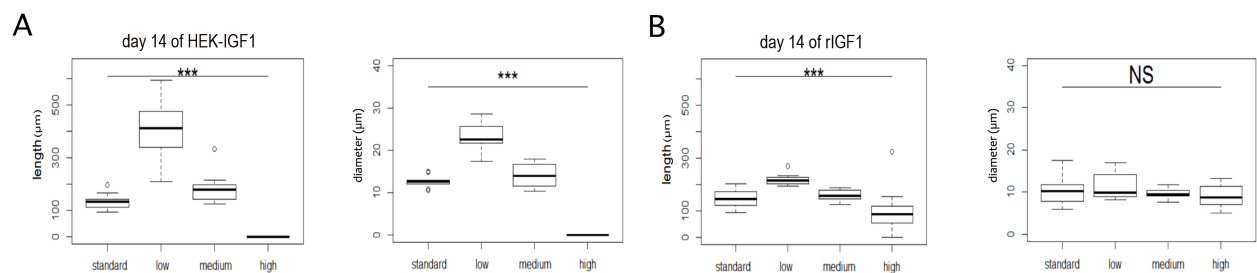 A
B
day 14 of HEK-IGF1
day 14 of rIGF1
length (µm)
500
300
100
0
***
standard low medium high
diameter (µm)
40
30
20
10
0
***
standard low medium high
length (µm)
500
300
100
0
***
standard low medium high
diameter (µm)
40
30
20
10
0
NS
standard low medium high